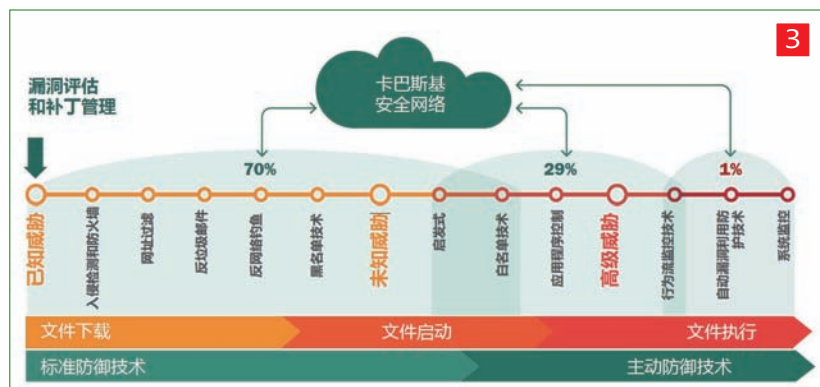 3
漏洞评估
和补丁管理
卡巴斯基
安全网络
70%
29%
1%
已知威胁
入侵检测和防火墙
网址过滤
反垃圾邮件
反网络钓鱼
黑名单技术
未知威胁
启发式
白名单技术
应用程序控制
高级威胁
行为流监控技术
自动漏洞利用防
护技术
系统监控
文件下载
文件启动
文件执行
标准防御技术
主动防御技术